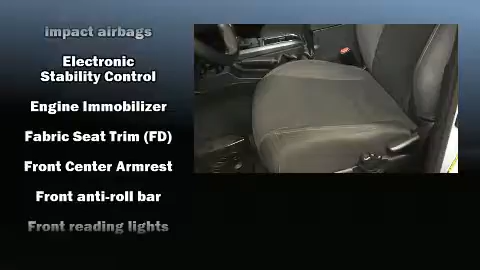 impact airbags
Electronic
Stability Control
Engine Immobilizer
Fabric Seat Trim (FD)
Front Center Armrest
Front anti-roll bar
Front reading lights